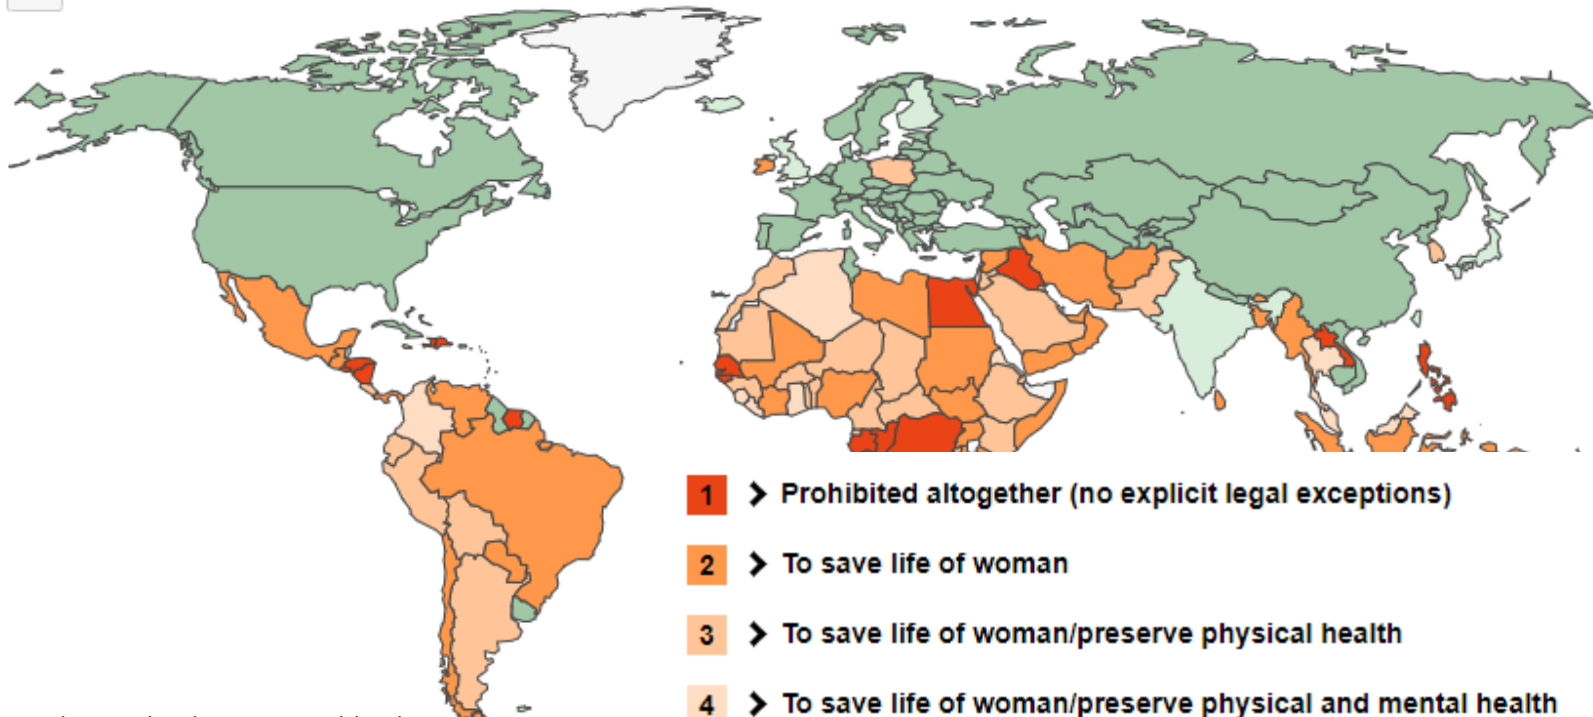 1 > Prohibited altogether (no explicit legal exceptions)
2 > To save life of woman
3 > To save life of woman/preserve physical health
4 > To save life of woman/preserve physical and mental health